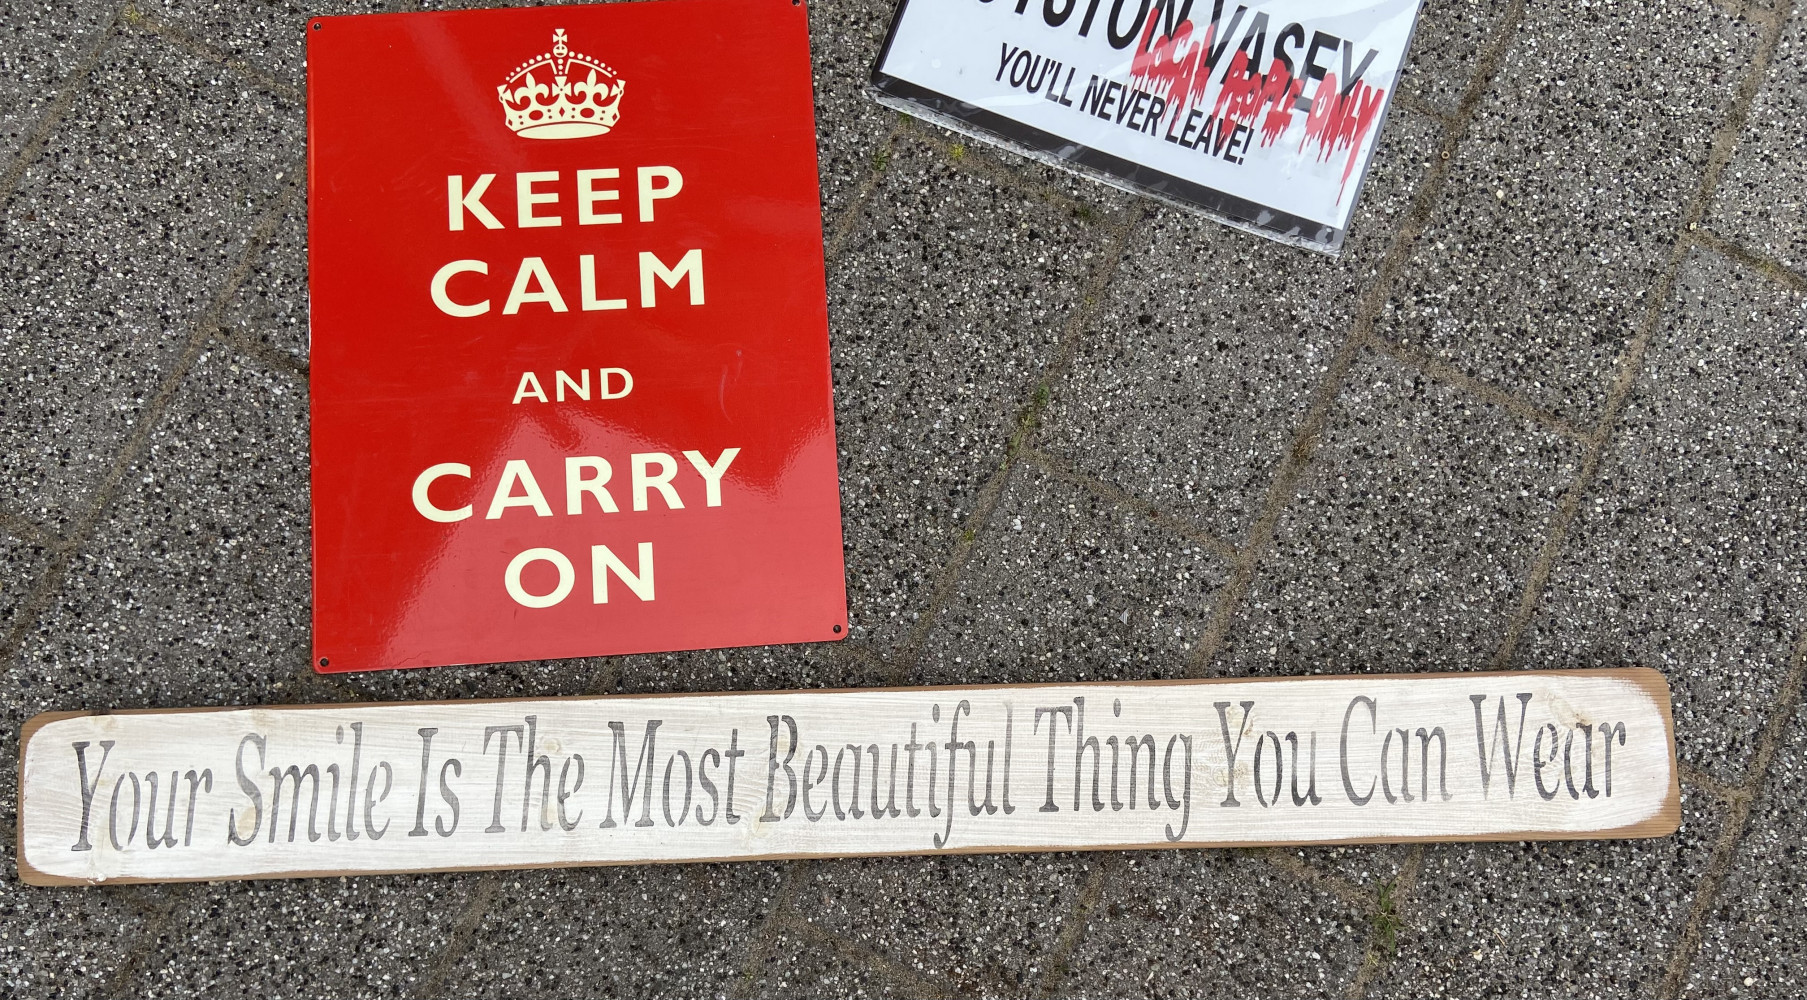 KEEP
CALM
AND
CARRY
ON
VASEY
LOCAL PEOPLE ONLY
YOU'LL NEVER LEAVE!
Your Smile Is The Most Beautiful Thing You Can Wear